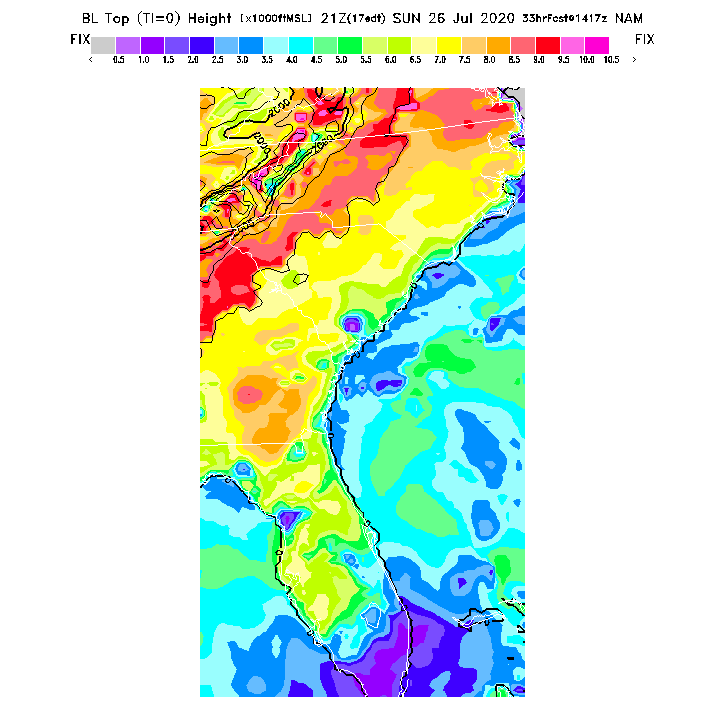 BL Top (TI=0) Height [x1000ftMSL] 21Z(17edt) SUN 26 Jul 2020 33hrFcst@1417z NAM
FIX FIX
< 0.5 1.0 1.5 2.0 2.5 3.0 3.5 4.0 4.5 5.0 5.5 6.0 6.5 7.0 7.5 8.0 8.5 9.0 9.5 10.0 10.5 >
2000
2000
2000